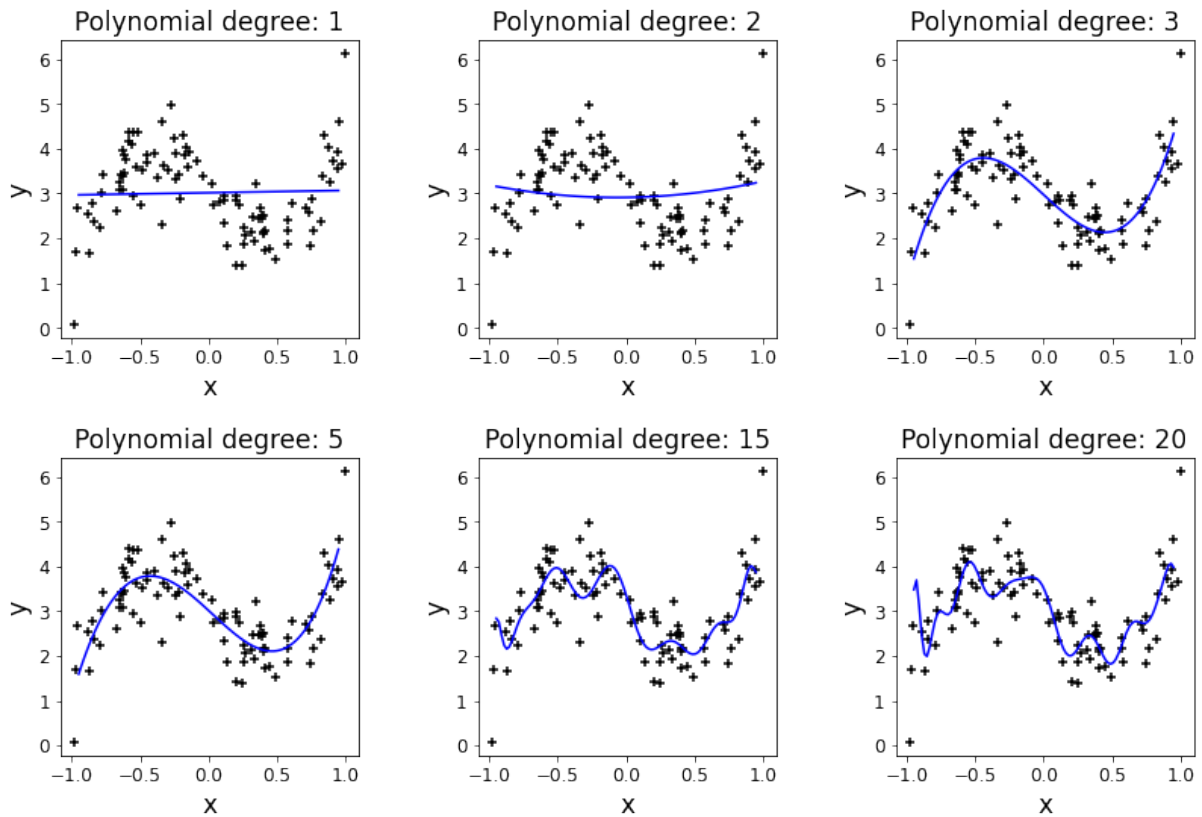 Polynomial degree: 1
y
6
5
4
3
2
1
0
−1.0 −0.5 0.0 0.5 1.0
x
Polynomial degree: 2
y
6
5
4
3
2
1
0
−1.0 −0.5 0.0 0.5 1.0
x
Polynomial degree: 3
y
6
5
4
3
2
1
0
−1.0 −0.5 0.0 0.5 1.0
x
Polynomial degree: 5
y
6
5
4
3
2
1
0
−1.0 −0.5 0.0 0.5 1.0
x
Polynomial degree: 15
y
6
5
4
3
2
1
0
−1.0 −0.5 0.0 0.5 1.0
x
Polynomial degree: 20
y
6
5
4
3
2
1
0
−1.0 −0.5 0.0 0.5 1.0
x